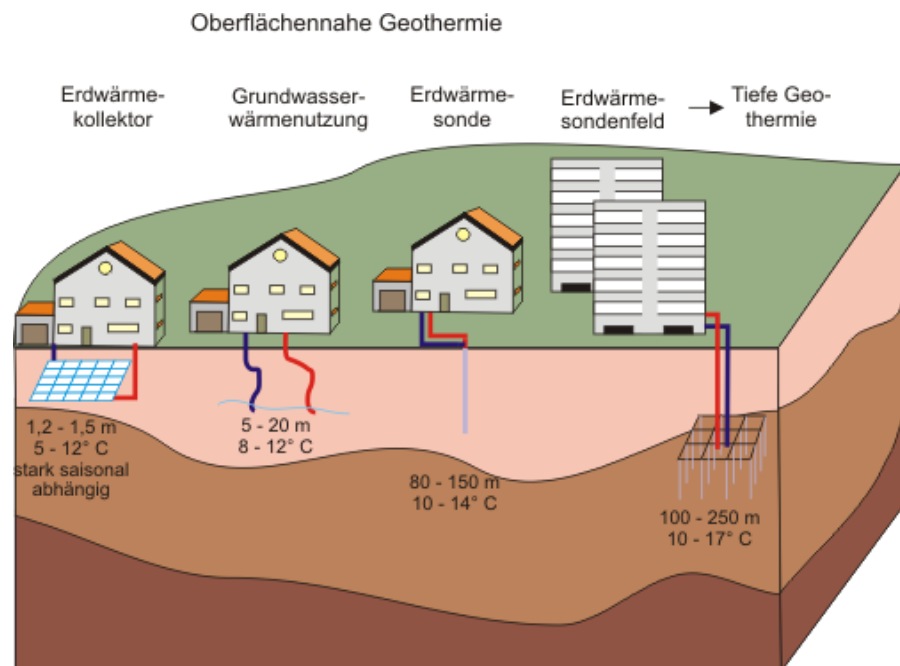 Oberflächennahe Geothermie
Erdwärme-
kollektor
Grundwasser-
wärmenutzung
Erdwärme-
sonde
Erdwärme-
sondenfeld
Tiefe Geo-
thermie
1,2 - 1,5 m
5 - 12° C
stark saisonal
abhängig
5 - 20 m
8 - 12° C
80 - 150 m
10 - 14° C
100 - 250 m
10 - 17° C